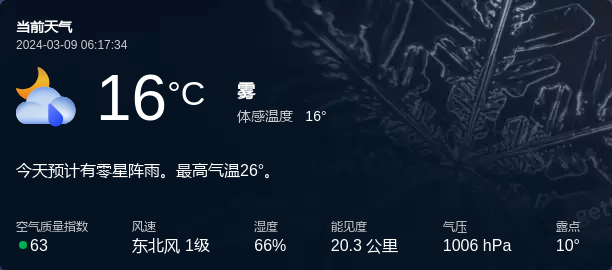 当前天气
2024-03-09 06:17:34
16°C
雾
体感温度 16°
今天预计有零星阵雨。最高气温26°。
空气质量指数 风速 湿度 能见度 气压 露点
63 东北风 1级 66% 20.3 公里 1006 hPa 10°